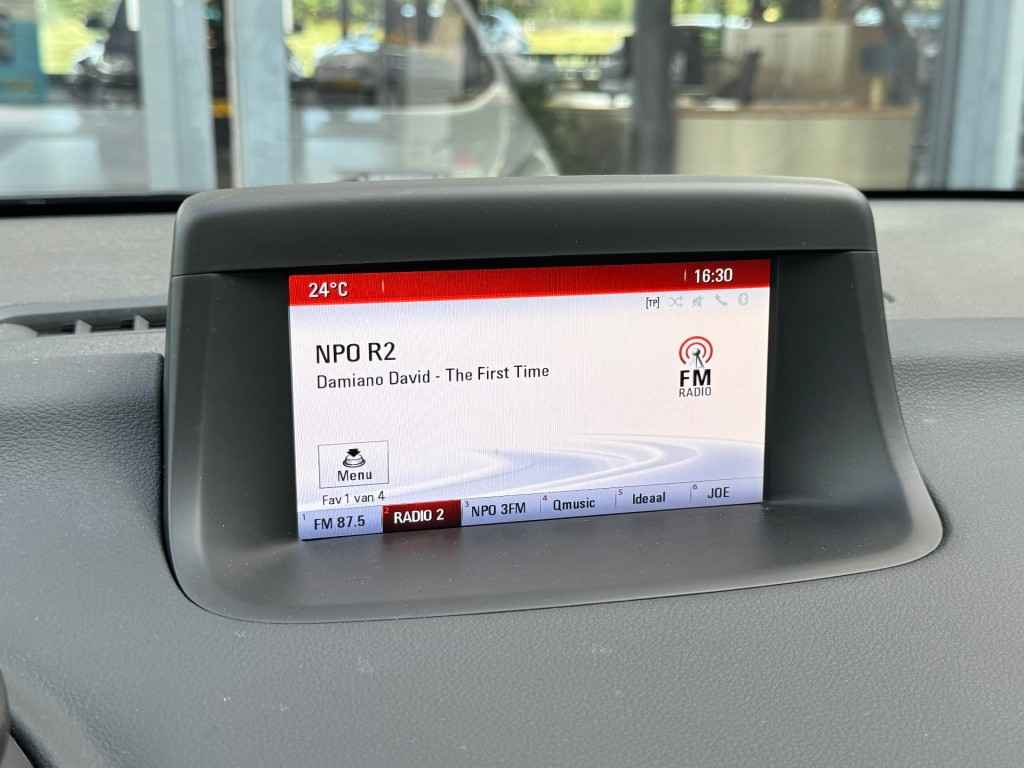 24°C 16:30
[TP]
NPO R2
Damiano David - The First Time
FM
RADIO
Menu
Fav 1 van 4
1 FM 87.5 2 RADIO 2 3 NPO 3FM 4 Qmusic 5 Ideaal 6 JOE